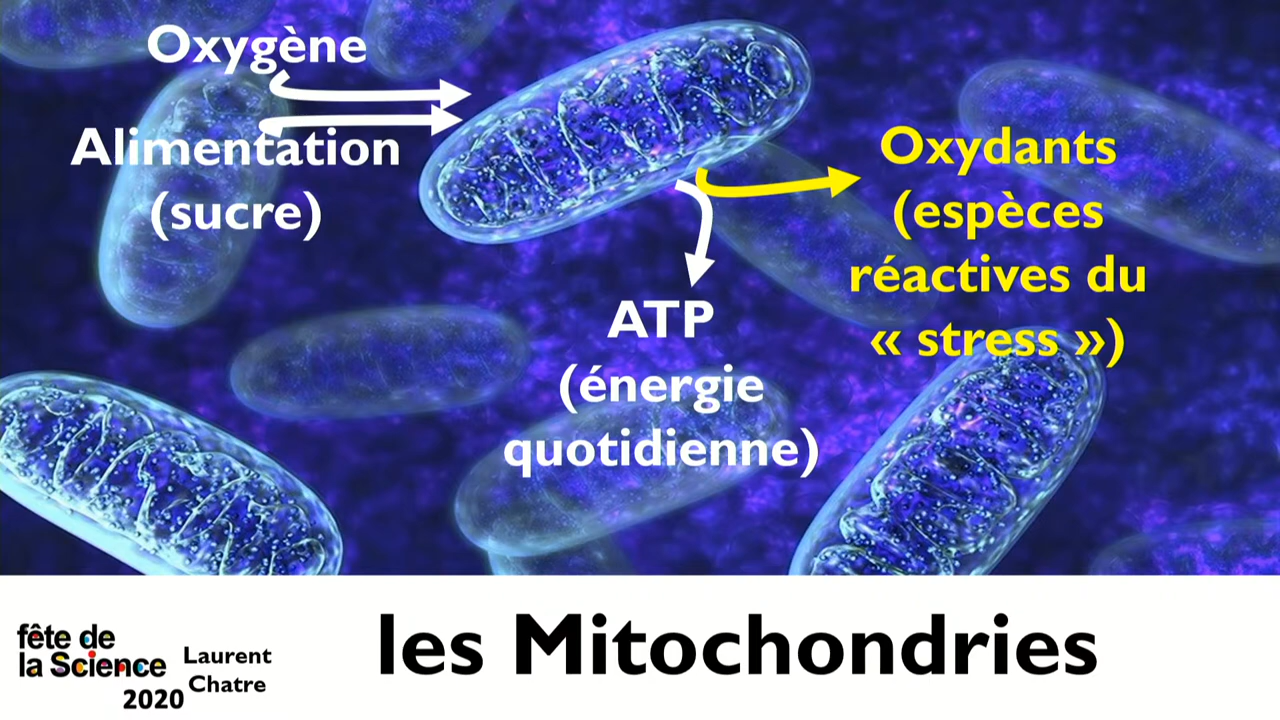 Oxygène
Alimentation
(sucre)
Oxydants
(espèces
réactives du
« stress »)
ATP
(énergie
quotidienne)
les Mitochondries
fête de
la Science
2020
Laurent
Chatre